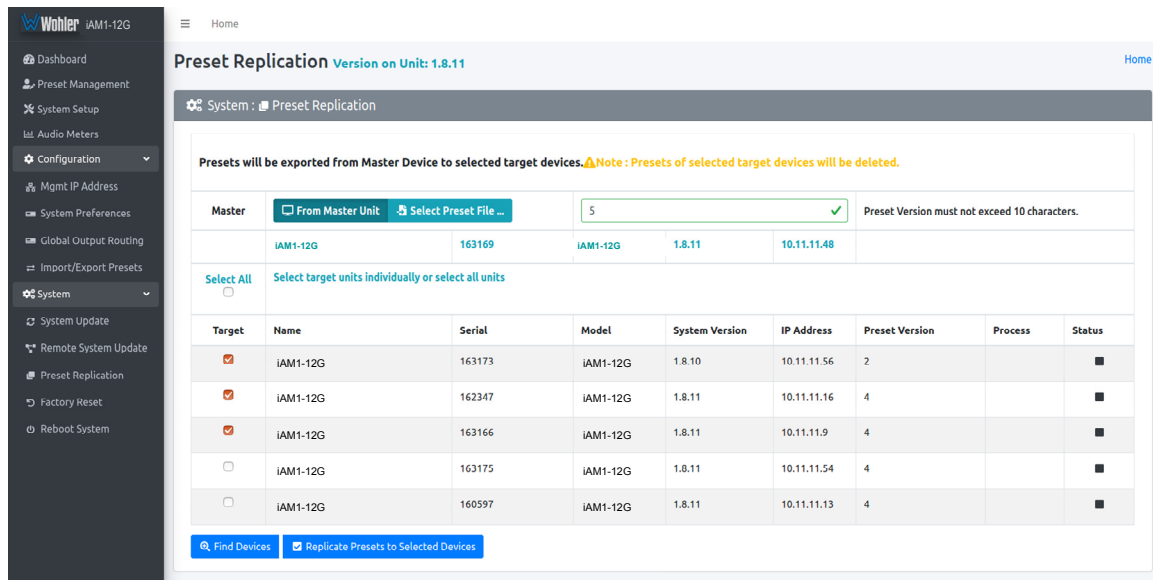 Wohler iAM1-12G
Home
Dashboard
Preset Management
System Setup
Audio Meters
Configuration
Mgmt IP Address
System Preferences
Global Output Routing
Import/Export Presets
System
System Update
Remote System Update
Preset Replication
Factory Reset
Reboot System
Preset Replication Version on Unit: 1.8.11
Home
System : Preset Replication
Presets will be exported from Master Device to selected target devices. Note : Presets of selected target devices will be deleted.
Master From Master Unit Select Preset File ... 5 Preset Version must not exceed 10 characters.
iAM1-12G 163169 iAM1-12G 1.8.11 10.11.11.48
Select All Select target units individually or select all units
Target Name Serial Model System Version IP Address Preset Version Process Status
iAM1-12G 163173 iAM1-12G 1.8.10 10.11.11.56 2
iAM1-12G 162347 iAM1-12G 1.8.11 10.11.11.16 4
iAM1-12G 163166 iAM1-12G 1.8.11 10.11.11.9 4
iAM1-12G 163175 iAM1-12G 1.8.11 10.11.11.54 4
iAM1-12G 160597 iAM1-12G 1.8.11 10.11.11.13 4
Find Devices Replicate Presets to Selected Devices